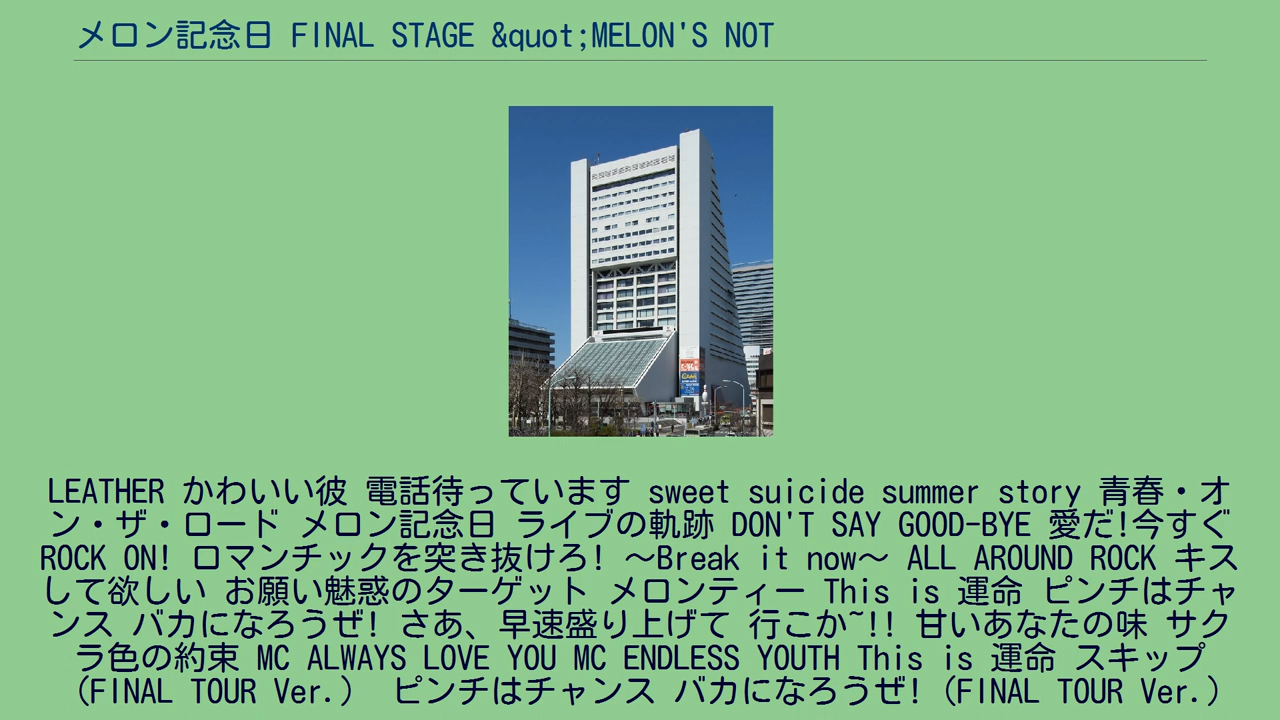 メロン記念日 FINAL STAGE &quot;MELON'S NOT
LEATHER かわいい彼 電話待っています sweet suicide summer story 青春・オ
ン・ザ・ロード メロン記念日 ライブの軌跡 DON'T SAY GOOD-BYE 愛だ!今すぐ
ROCK ON! ロマンチックを突き抜けろ! ～Break it now～ ALL AROUND ROCK キス
して欲しい お願い魅惑のターゲット メロンティー This is 運命 ピンチはチャ
ンス バカになろうぜ! さあ、早速盛り上げて 行こか~!! 甘いあなたの味 サク
ラ色の約束 MC ALWAYS LOVE YOU MC ENDLESS YOUTH This is 運命 スキップ
（FINAL TOUR Ver.） ピンチはチャンス バカになろうぜ!（FINAL TOUR Ver.）